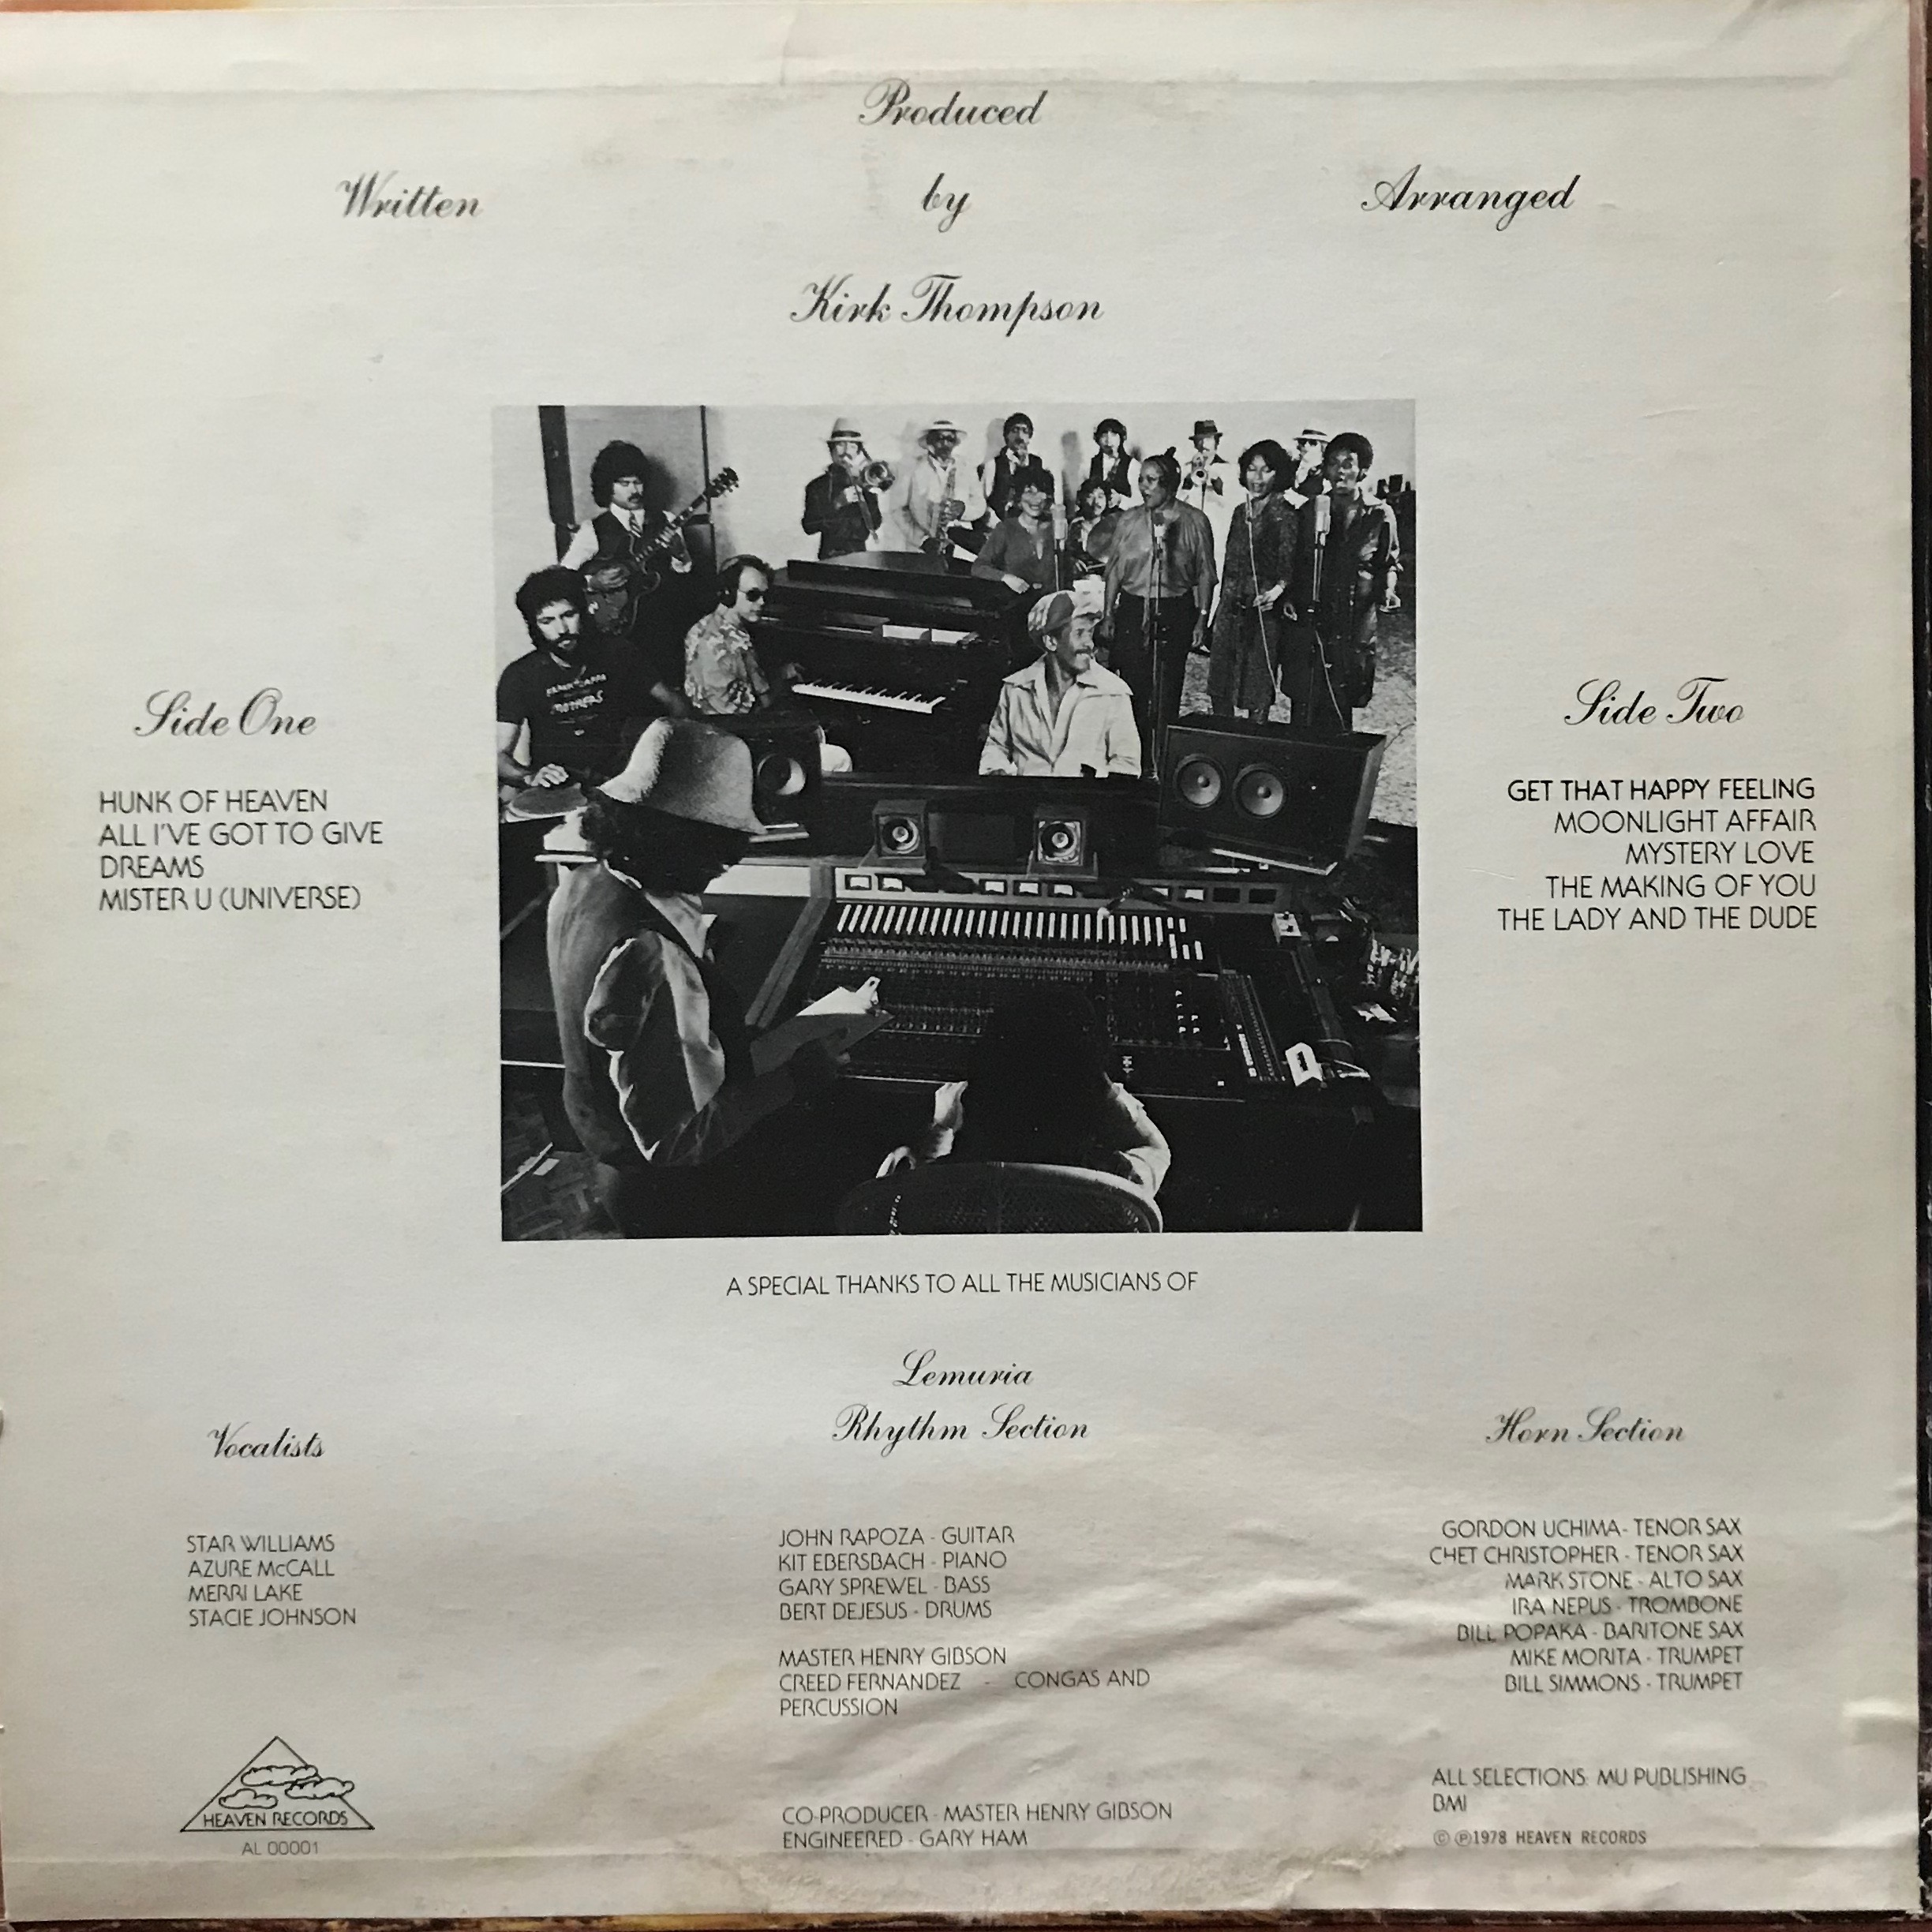 Produced
Written by Arranged
Kirk Thompson
Side One
HUNK OF HEAVEN
ALL I'VE GOT TO GIVE
DREAMS
MISTER U (UNIVERSE)
Side Two
GET THAT HAPPY FEELING
MOONLIGHT AFFAIR
MYSTERY LOVE
THE MAKING OF YOU
THE LADY AND THE DUDE
A SPECIAL THANKS TO ALL THE MUSICIANS OF
Lemuria
Vocalists
STAR WILLIAMS
AZURE McCALL
MERRI LAKE
STACIE JOHNSON
Rhythm Section
JOHN RAPOZA - GUITAR
KIT EBERSBACH - PIANO
GARY SPREWEL - BASS
BERT DEJESUS - DRUMS
MASTER HENRY GIBSON
CREED FERNANDEZ - CONGAS AND
PERCUSSION
Horn Section
GORDON UCHIMA - TENOR SAX
CHET CHRISTOPHER - TENOR SAX
MARK STONE - ALTO SAX
IRA NEPUS - TROMBONE
BILL POPAKA - BARITONE SAX
MIKE MORITA - TRUMPET
BILL SIMMONS - TRUMPET
HEAVEN RECORDS
AL 00001
CO-PRODUCER - MASTER HENRY GIBSON
ENGINEERED - GARY HAM
ALL SELECTIONS: MU PUBLISHING
BMI
© ℗1978 HEAVEN RECORDS